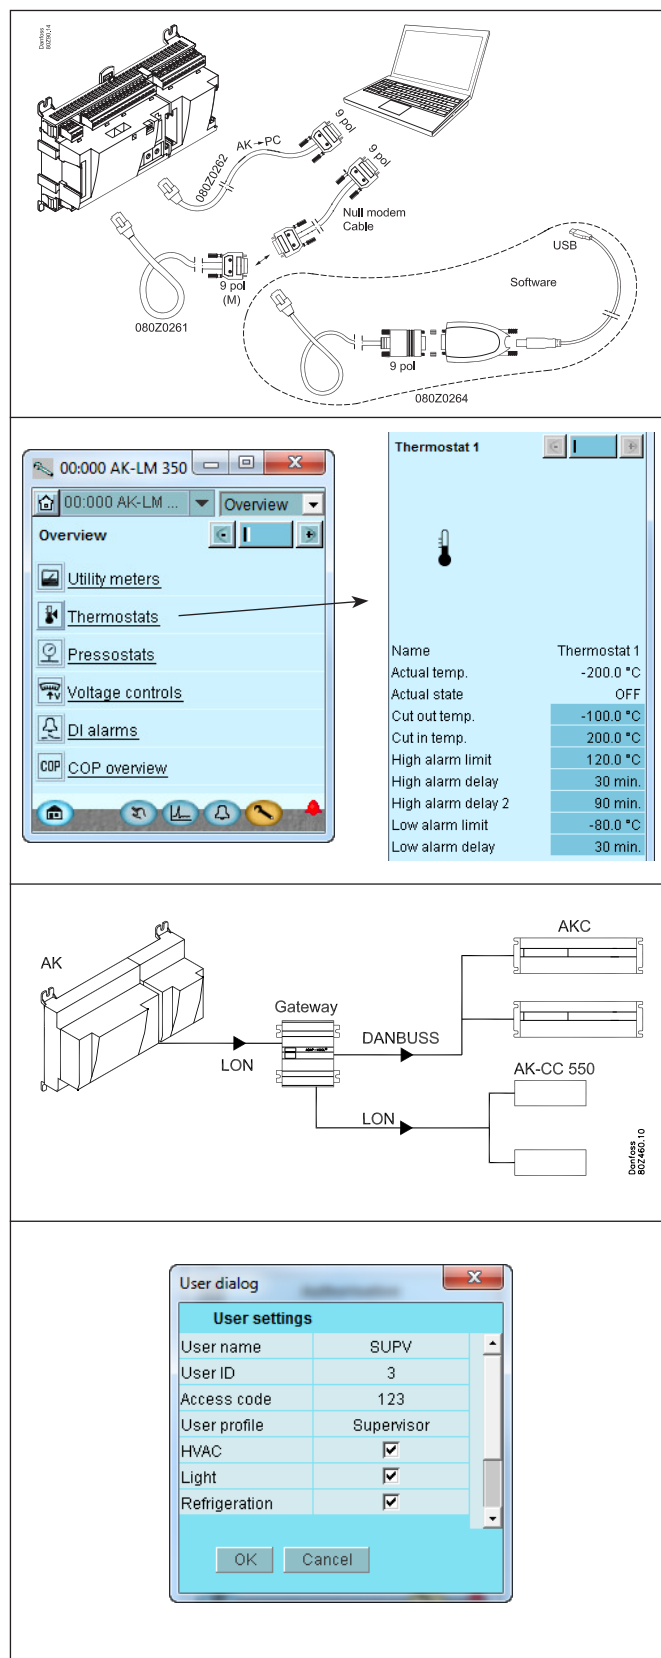 Danfoss
80Z90.14
9 pol
AK → PC
080Z0262
9 pol
Null modem
Cable
9 pol
(M)
080Z0261
USB
Software
9 pol
080Z0264
00:000 AK-LM 350
00:000 AK-LM ...
Overview
Overview
Utility meters
Thermostats
Pressostats
Voltage controls
DI alarms
COP COP overview
Thermostat 1
Name Thermostat 1
Actual temp. -200.0 °C
Actual state OFF
Cut out temp. -100.0 °C
Cut in temp. 200.0 °C
High alarm limit 120.0 °C
High alarm delay 30 min.
High alarm delay 2 90 min.
Low alarm limit -80.0 °C
Low alarm delay 30 min.
AK
AKC
Gateway
LON
DANBUSS
AK-CC 550
LON
Danfoss
80Z460.10
User dialog
User settings
User name SUPV
User ID 3
Access code 123
User profile Supervisor
HVAC
Light
Refrigeration
OK Cancel